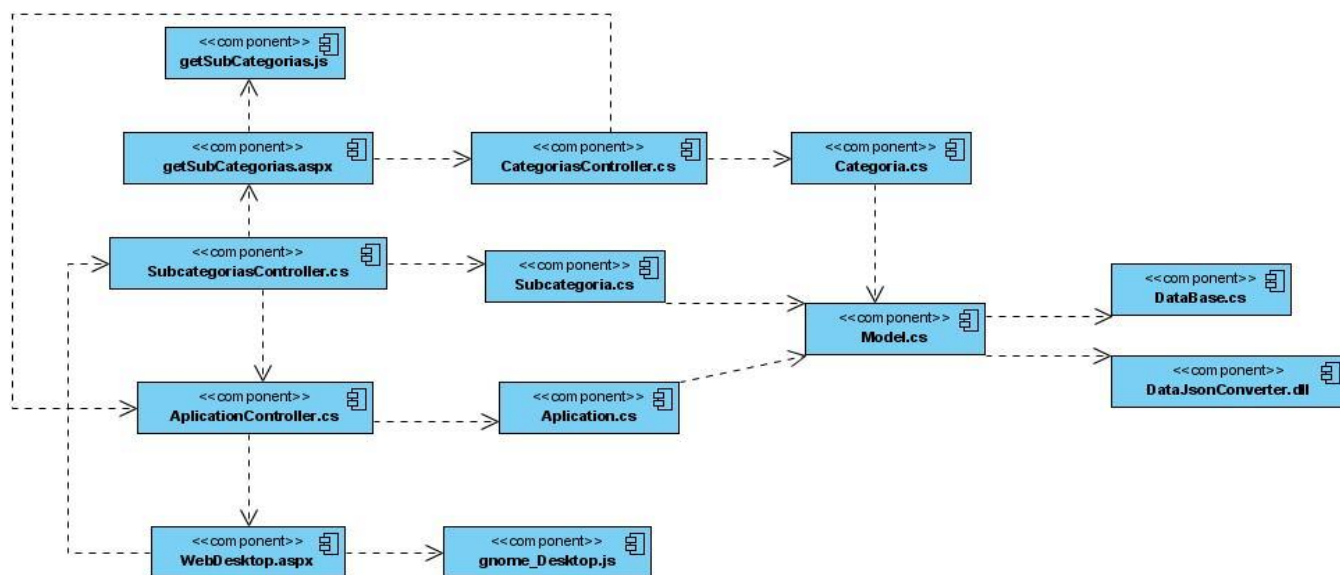 <<component>>
getSubCategorias.js
<<component>>
getSubCategorias.aspx
<<component>>
CategoriasController.cs
<<component>>
Categoria.cs
<<component>>
SubcategoriasController.cs
<<component>>
Subcategoria.cs
<<component>>
DataBase.cs
<<component>>
Model.cs
<<component>>
DataJsonConverter.dll
<<component>>
AplicationController.cs
<<component>>
Aplication.cs
<<component>>
WebDesktop.aspx
<<component>>
gnome_Desktop.js